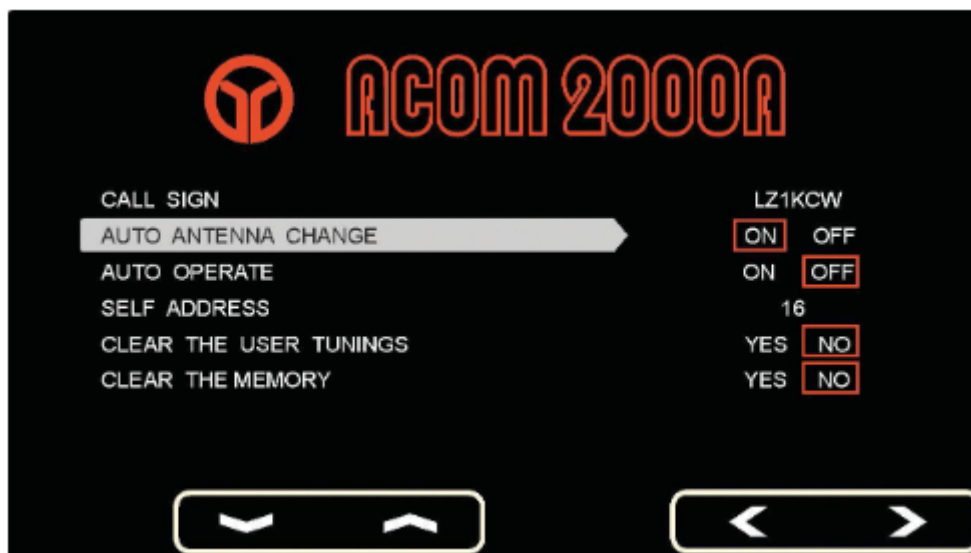 ACOM 2000A
CALL SIGN LZ1KCW
AUTO ANTENNA CHANGE ON OFF
AUTO OPERATE ON OFF
SELF ADDRESS 16
CLEAR THE USER TUNINGS YES NO
CLEAR THE MEMORY YES NO